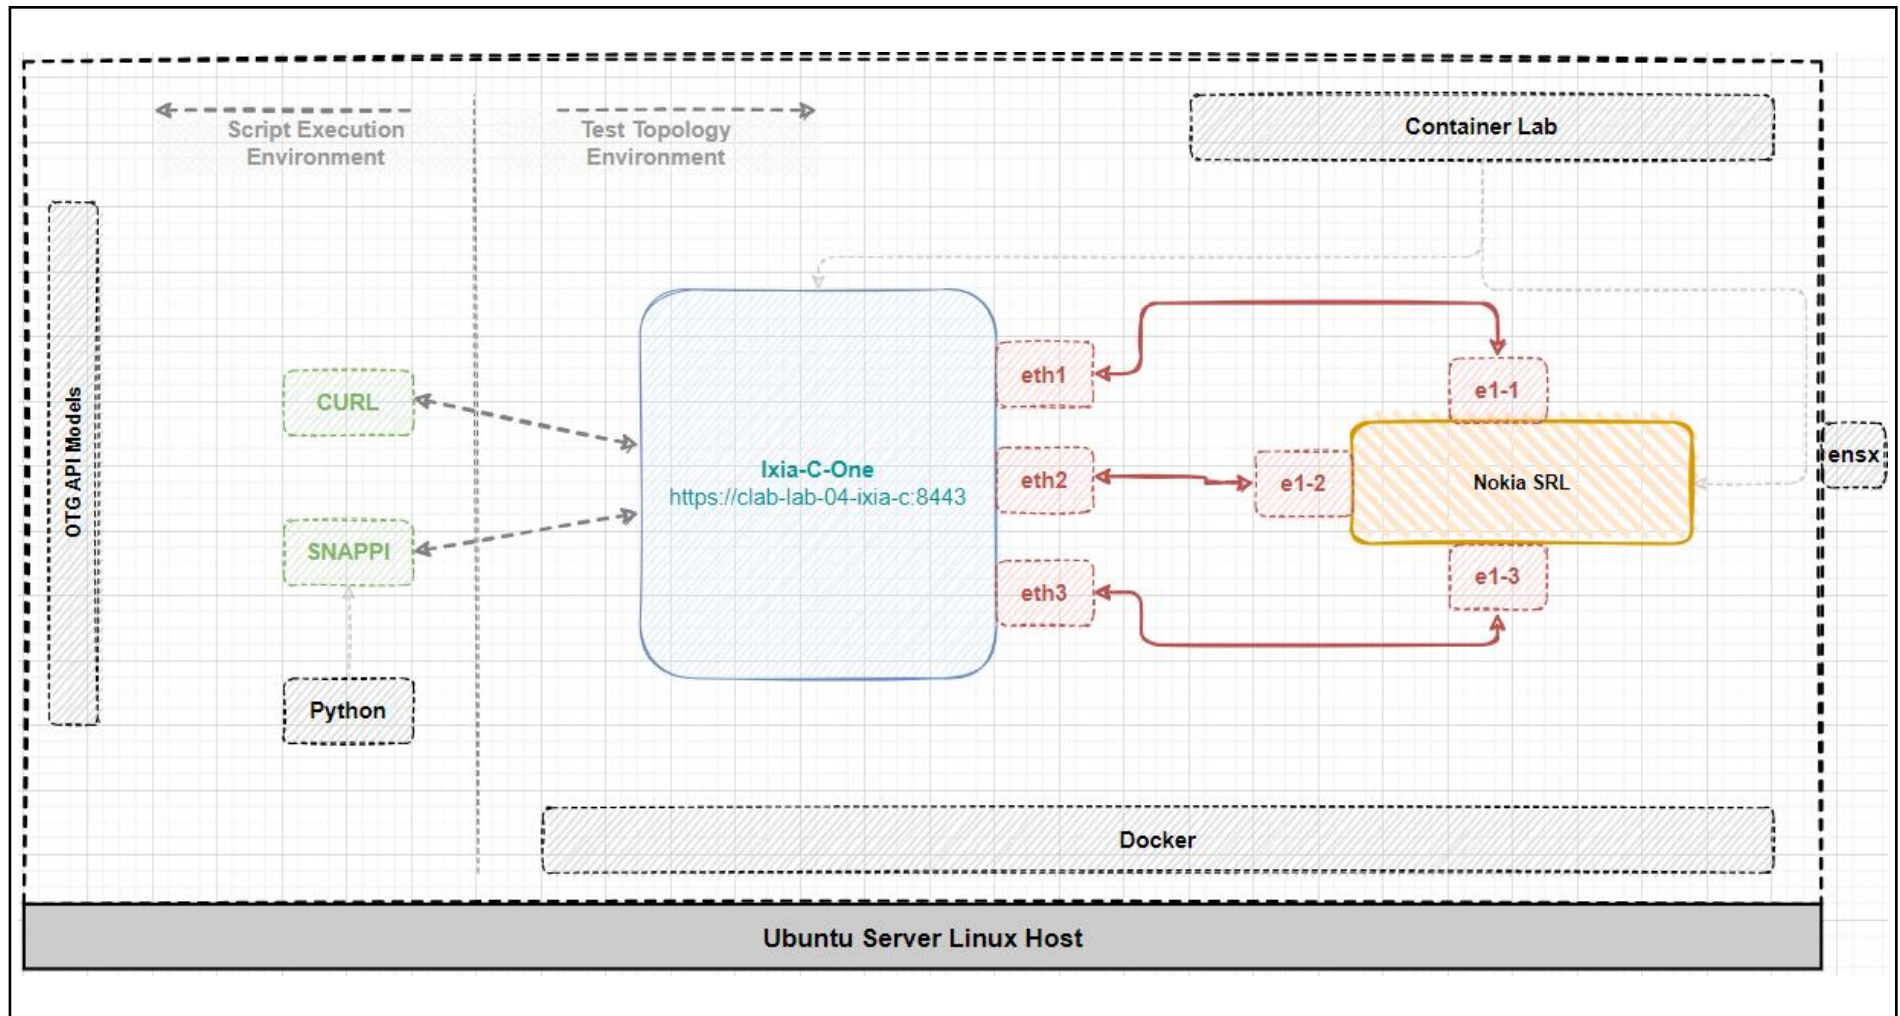 Script Execution
Environment
Test Topology
Environment
Container Lab
OTG API Models
CURL
SNAPPI
Python
Ixia-C-One
https://clab-lab-04-ixia-c:8443
eth1
eth2
eth3
e1-1
e1-2
Nokia SRL
e1-3
ensx
Docker
Ubuntu Server Linux Host